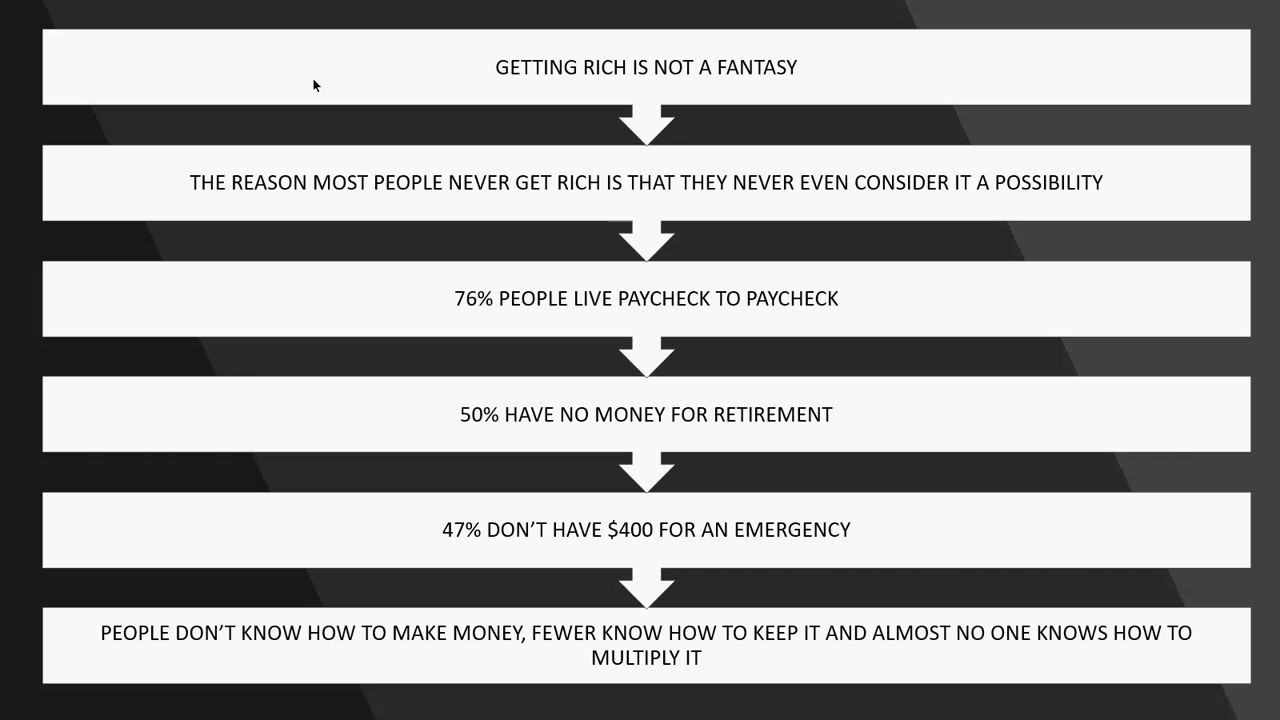 GETTING RICH IS NOT A FANTASY
THE REASON MOST PEOPLE NEVER GET RICH IS THAT THEY NEVER EVEN CONSIDER IT A POSSIBILITY
76% PEOPLE LIVE PAYCHECK TO PAYCHECK
50% HAVE NO MONEY FOR RETIREMENT
47% DON’T HAVE $400 FOR AN EMERGENCY
PEOPLE DON’T KNOW HOW TO MAKE MONEY, FEWER KNOW HOW TO KEEP IT AND ALMOST NO ONE KNOWS HOW TO
MULTIPLY IT